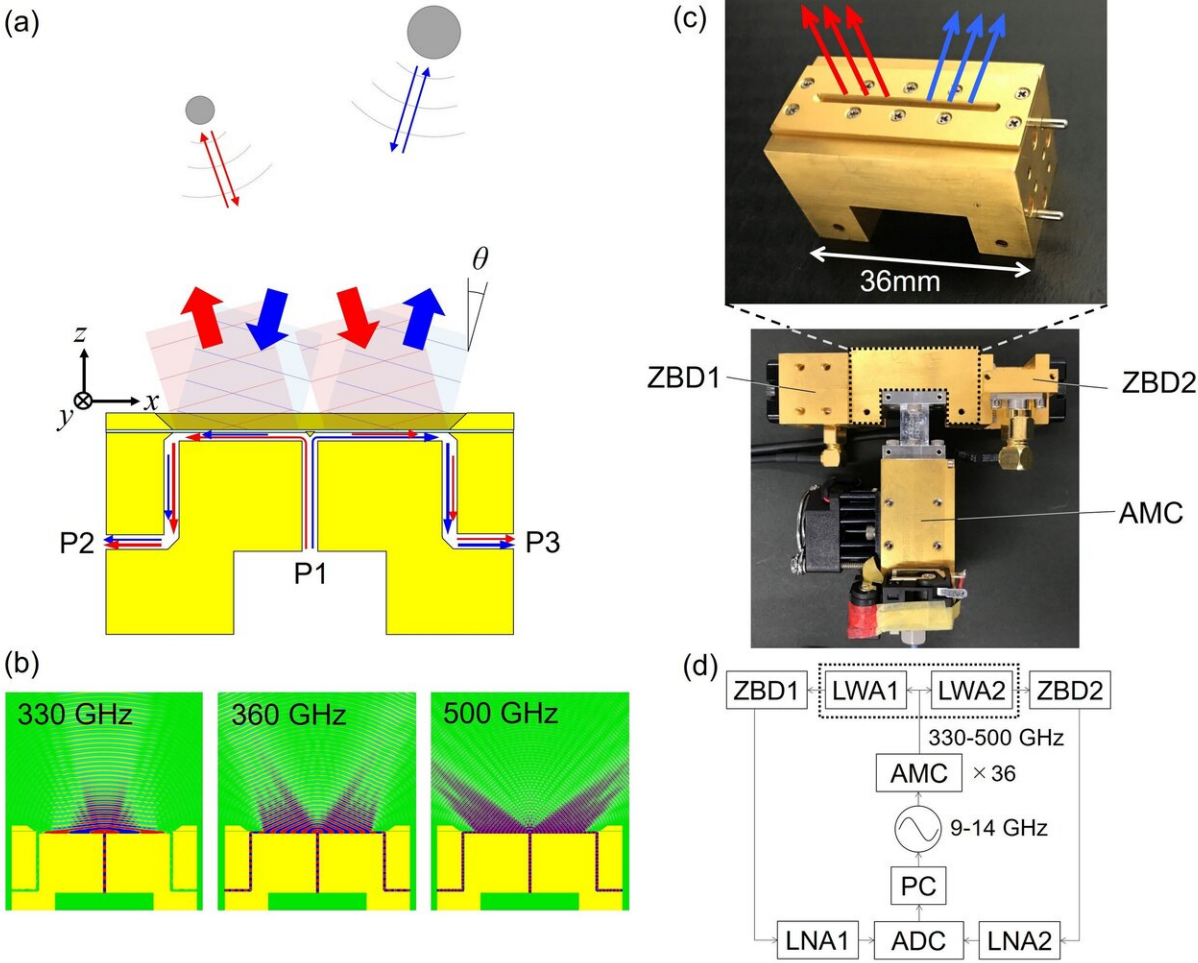 (a)
θ
z
y
x
P2
P1
P3
(b)
330 GHz
360 GHz
500 GHz
(c)
36mm
ZBD1
ZBD2
AMC
(d)
ZBD1
LWA1
LWA2
ZBD2
330-500 GHz
AMC
×36
9-14 GHz
PC
LNA1
ADC
LNA2